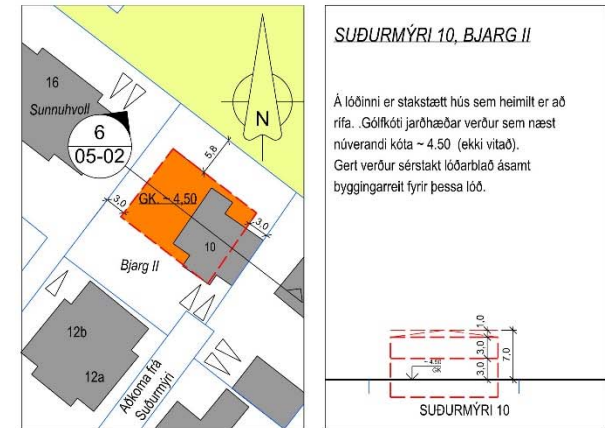 16
Sunnuhvoll
6
05-02
N
5,8
3,0
GK. ~ 4,50
3,0
10
Bjarg II
12b
12a
Aðkoma frá
Suðurmýri
SUÐURMÝRI 10, BJARG II
Á lóðinni er stakstætt hús sem heimilt er að
rífa. .Gólfkóti jarðhæðar verður sem næst
núverandi kóta ~ 4.50 (ekki vitað).
Gert verður sérstakt lóðarblað ásamt
byggingarreit fyrir þessa lóð.
1,0
3,0
7,0
~ 4,50
GK
3,0
SUÐURMÝRI 10